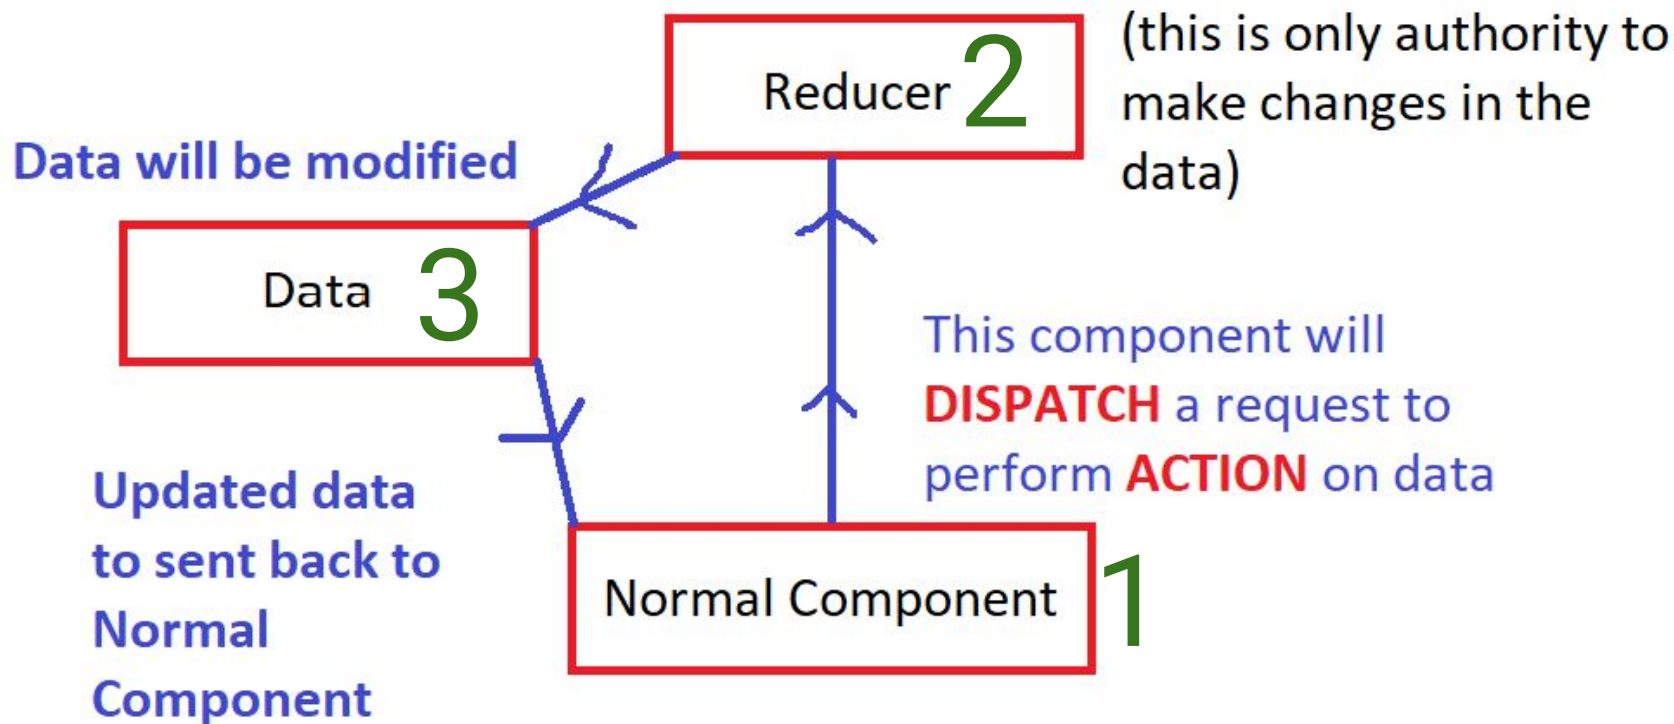 Reducer 2
(this is only authority to
make changes in the
data)
Data will be modified
Data 3
This component will
DISPATCH a request to
perform ACTION on data
Updated data
to sent back to
Normal
Component
Normal Component 1